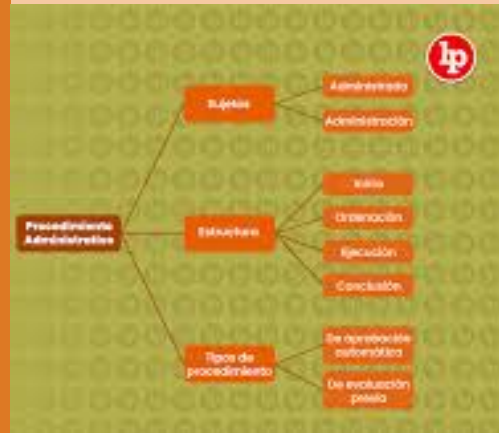 lp
Procedimiento
Administrativo
Sujetos
Administrado
Administración
Estructura
Inicio
Ordenación
Ejecución
Conclusión
Tipos de
procedimiento
De aprobación
automática
De evaluación
previa